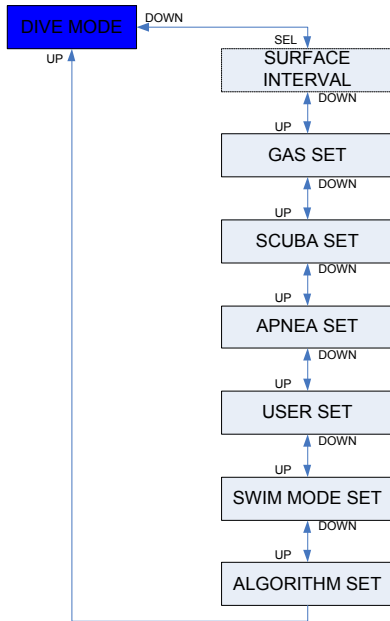 DIVE MODE
DOWN
UP
SEL
SURFACE
INTERVAL
DOWN
UP
GAS SET
DOWN
UP
SCUBA SET
DOWN
UP
APNEA SET
DOWN
UP
USER SET
DOWN
UP
SWIM MODE SET
DOWN
UP
ALGORITHM SET